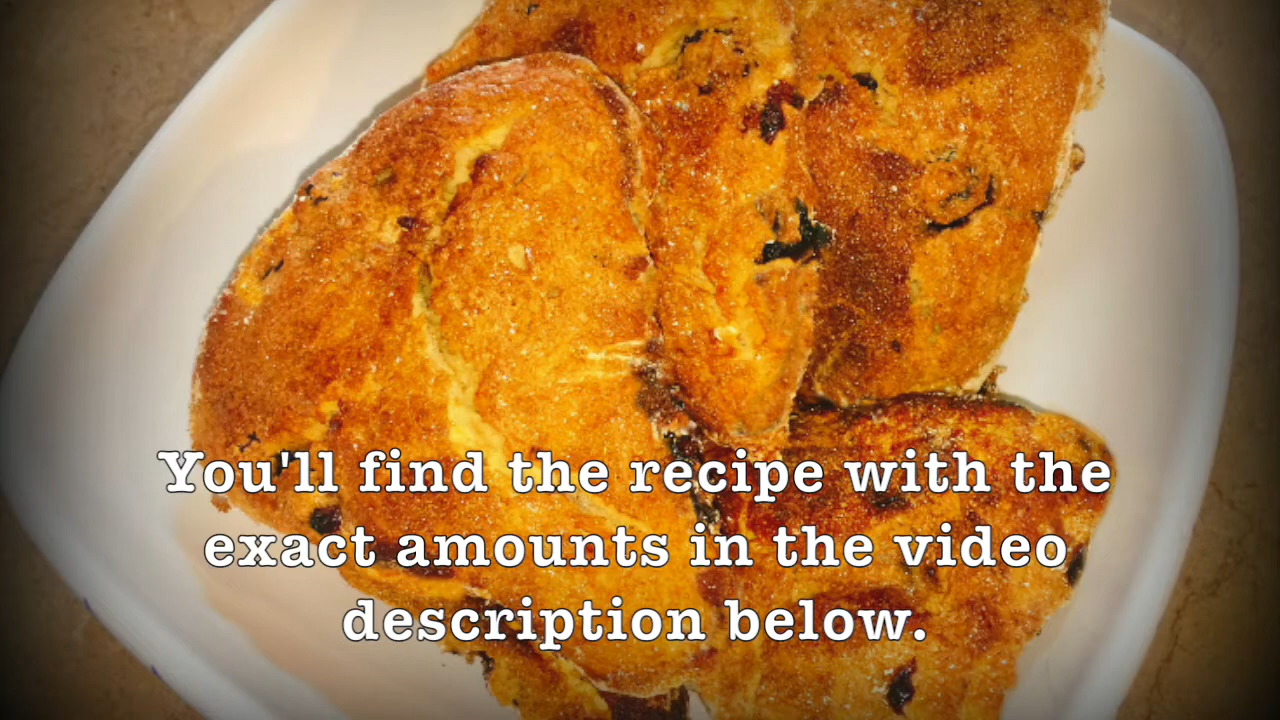 You'll find the recipe with the
exact amounts in the video
description below.